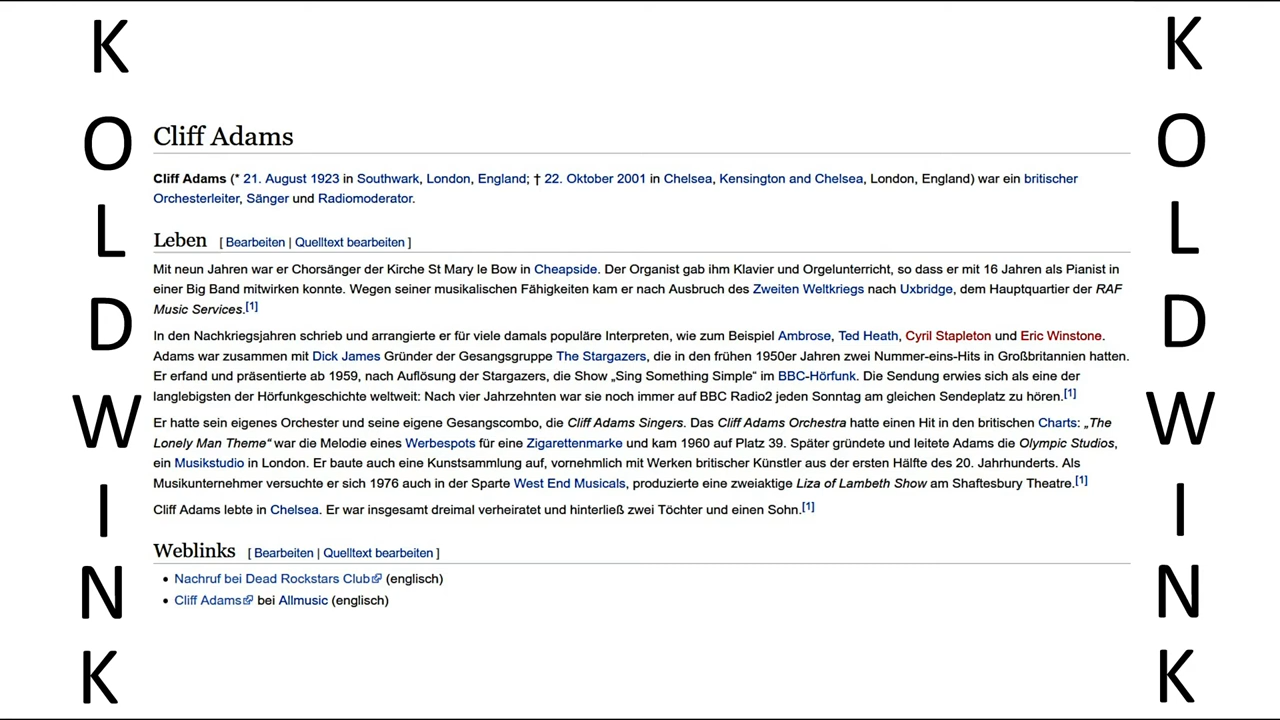 K
O
L
D
W
I
N
K
Cliff Adams
Cliff Adams (* 21. August 1923 in Southwark, London, England; † 22. Oktober 2001 in Chelsea, Kensington and Chelsea, London, England) war ein britischer
Orchesterleiter, Sänger und Radiomoderator.
Leben [ Bearbeiten | Quelltext bearbeiten ]
Mit neun Jahren war er Chorsänger der Kirche St Mary le Bow in Cheapside. Der Organist gab ihm Klavier und Orgelunterricht, so dass er mit 16 Jahren als Pianist in
einer Big Band mitwirken konnte. Wegen seiner musikalischen Fähigkeiten kam er nach Ausbruch des Zweiten Weltkriegs nach Uxbridge, dem Hauptquartier der RAF
Music Services.[1]
In den Nachkriegsjahren schrieb und arrangierte er für viele damals populäre Interpreten, wie zum Beispiel Ambrose, Ted Heath, Cyril Stapleton und Eric Winstone.
Adams war zusammen mit Dick James Gründer der Gesangsgruppe The Stargazers, die in den frühen 1950er Jahren zwei Nummer-eins-Hits in Großbritannien hatten.
Er erfand und präsentierte ab 1959, nach Auflösung der Stargazers, die Show „Sing Something Simple“ im BBC-Hörfunk. Die Sendung erwies sich als eine der
langlebigsten der Hörfunkgeschichte weltweit: Nach vier Jahrzehnten war sie noch immer auf BBC Radio2 jeden Sonntag am gleichen Sendeplatz zu hören.[1]
Er hatte sein eigenes Orchester und seine eigene Gesangscombo, die Cliff Adams Singers. Das Cliff Adams Orchestra hatte einen Hit in den britischen Charts: „The
Lonely Man Theme“ war die Melodie eines Werbespots für eine Zigarettenmarke und kam 1960 auf Platz 39. Später gründete und leitete Adams die Olympic Studios,
ein Musikstudio in London. Er baute auch eine Kunstsammlung auf, vornehmlich mit Werken britischer Künstler aus der ersten Hälfte des 20. Jahrhunderts. Als
Musikunternehmer versuchte er sich 1976 auch in der Sparte West End Musicals, produzierte eine zweiaktige Liza of Lambeth Show am Shaftesbury Theatre.[1]
Cliff Adams lebte in Chelsea. Er war insgesamt dreimal verheiratet und hinterließ zwei Töchter und einen Sohn.[1]
Weblinks [ Bearbeiten | Quelltext bearbeiten ]
• Nachruf bei Dead Rockstars Club (englisch)
• Cliff Adams bei Allmusic (englisch)
K
O
L
D
W
I
N
K